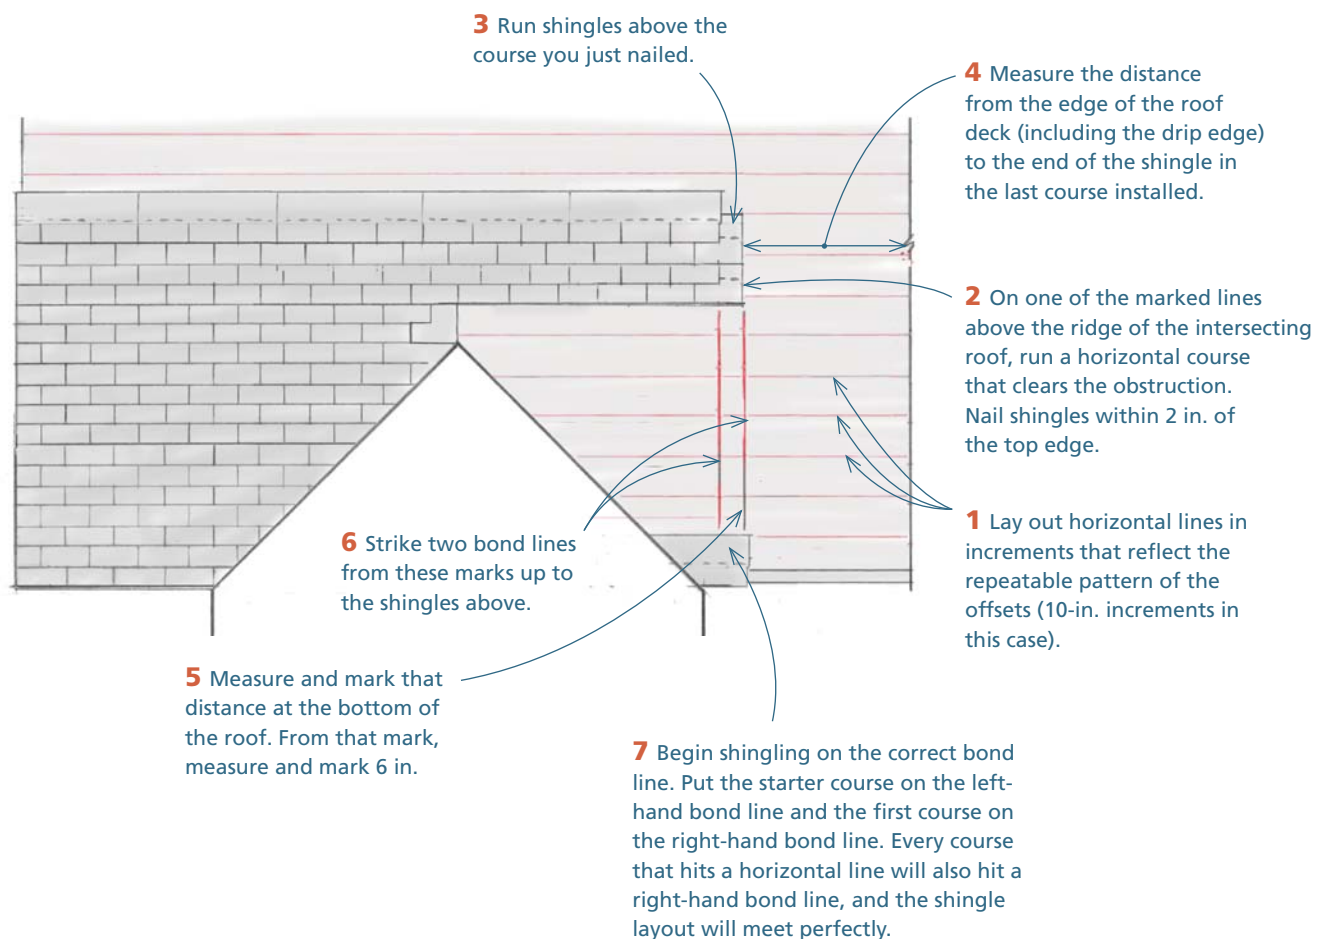 3 Run shingles above the
course you just nailed.
4 Measure the distance
from the edge of the roof
deck (including the drip edge)
to the end of the shingle in
the last course installed.
2 On one of the marked lines
above the ridge of the intersecting
roof, run a horizontal course
that clears the obstruction.
Nail shingles within 2 in. of
the top edge.
1 Lay out horizontal lines in
increments that reflect the
repeatable pattern of the
offsets (10-in. increments in
this case).
6 Strike two bond lines
from these marks up to
the shingles above.
5 Measure and mark that
distance at the bottom of
the roof. From that mark,
measure and mark 6 in.
7 Begin shingling on the correct bond
line. Put the starter course on the left-
hand bond line and the first course on
the right-hand bond line. Every course
that hits a horizontal line will also hit a
right-hand bond line, and the shingle
layout will meet perfectly.